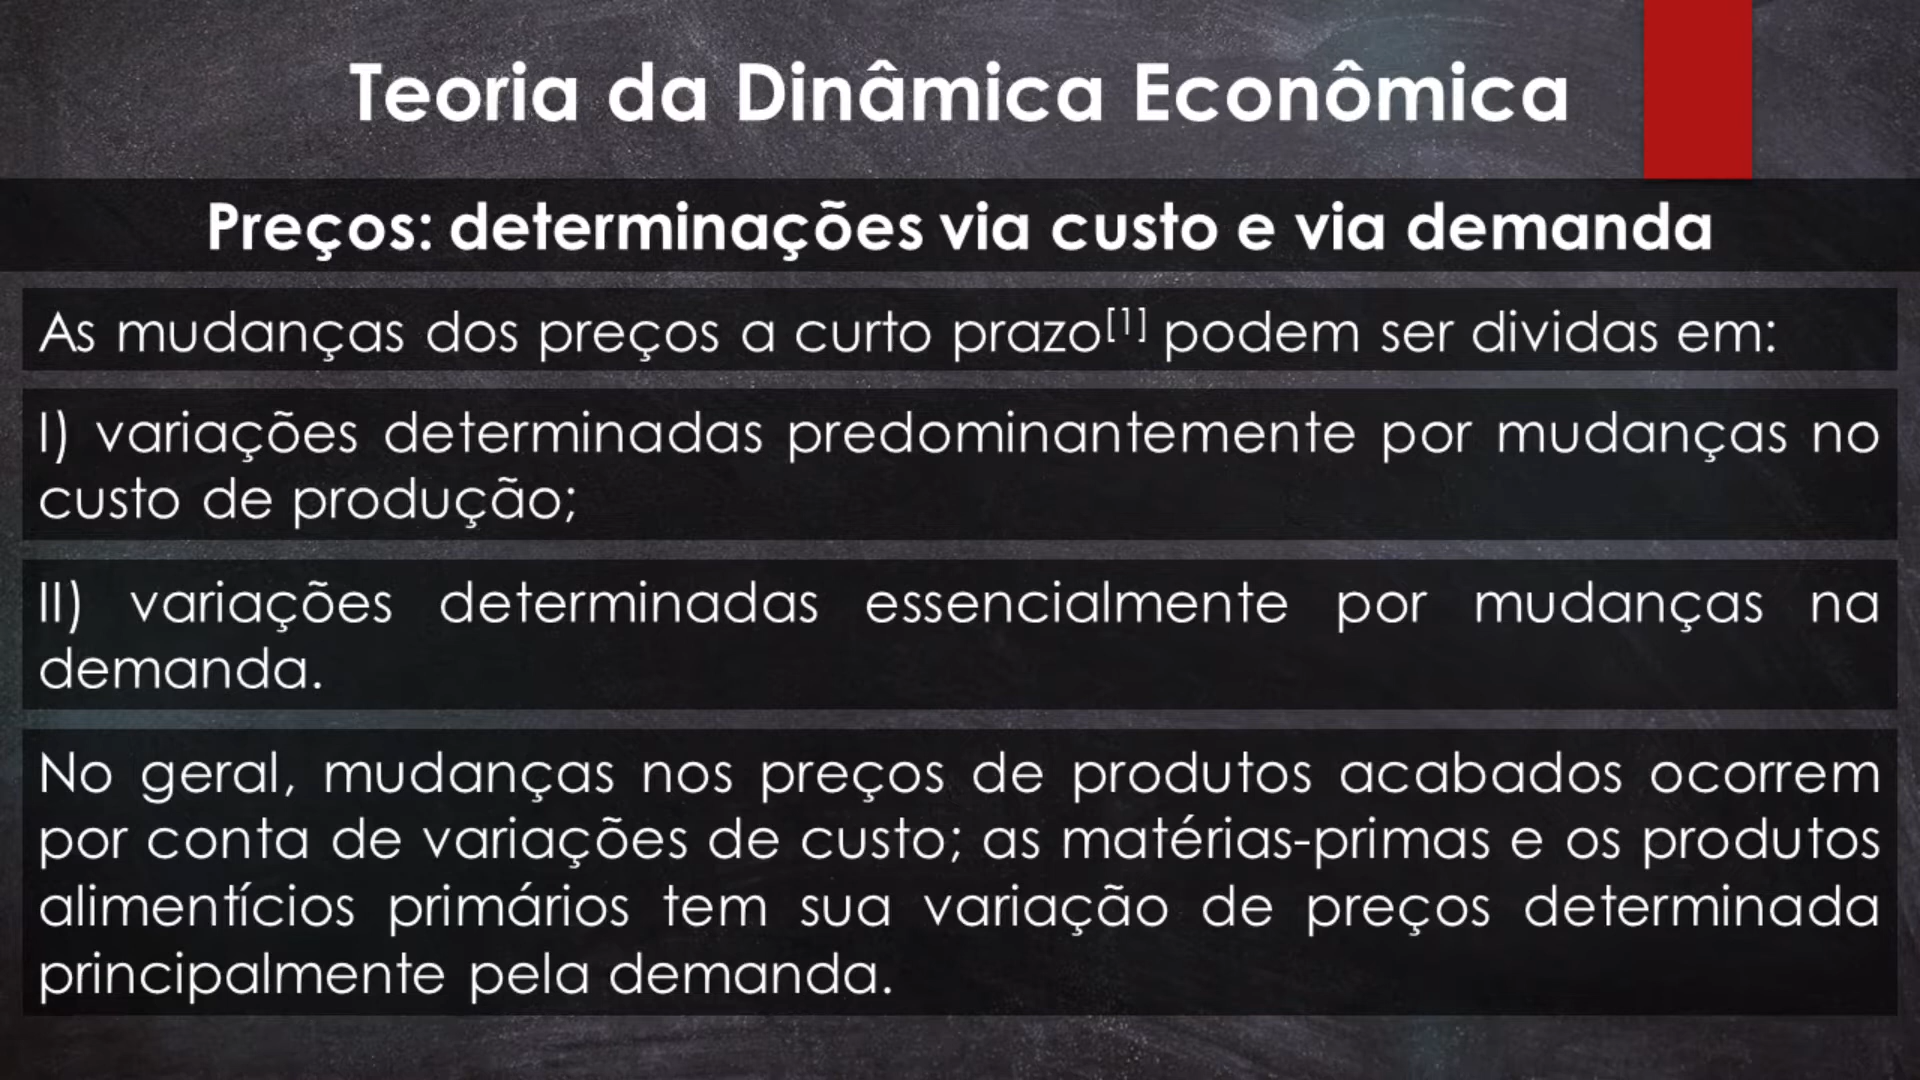 Teoria da Dinâmica Econômica
Preços: determinações via custo e via demanda
As mudanças dos preços a curto prazo[1] podem ser dividas em:
I) variações determinadas predominantemente por mudanças no
custo de produção;
II) variações determinadas essencialmente por mudanças na
demanda.
No geral, mudanças nos preços de produtos acabados ocorrem
por conta de variações de custo; as matérias-primas e os produtos
alimentícios primários tem sua variação de preços determinada
principalmente pela demanda.